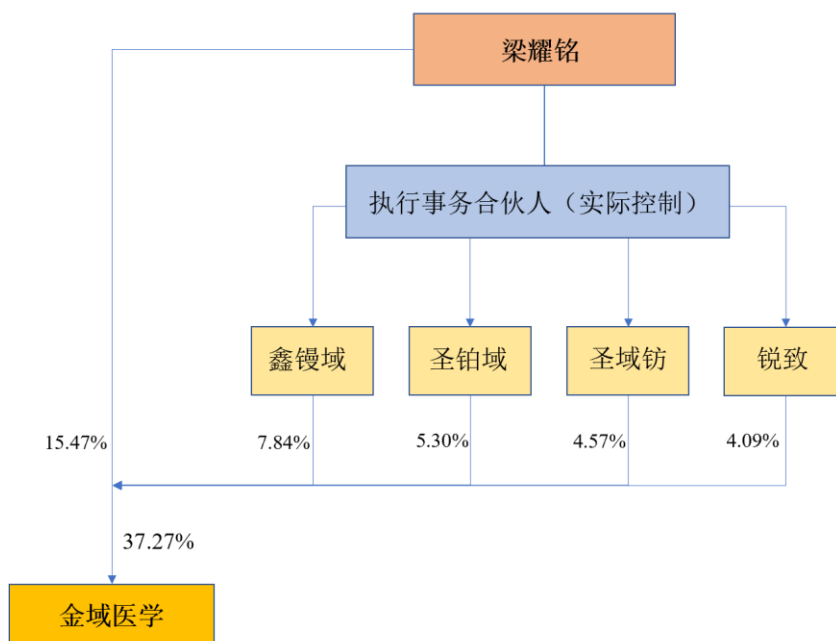 梁耀铭
执行事务合伙人（实际控制）
鑫镘域
圣铂域
圣域钫
锐致
15.47%
7.84%
5.30%
4.57%
4.09%
37.27%
金域医学